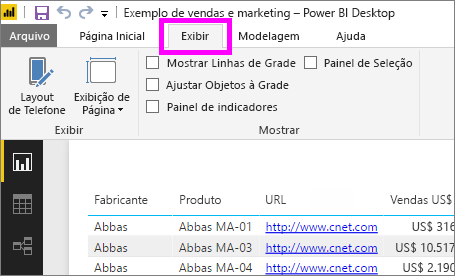 Exemplo de vendas e marketing – Power BI Desktop
Arquivo Página Inicial Exibir Modelagem Ajuda
Layout de Telefone
Exibição de Página
Exibir
Mostrar Linhas de Grade
Painel de Seleção
Ajustar Objetos à Grade
Painel de indicadores
Mostrar
Fabricante Produto URL Vendas US$
Abbas Abbas MA-01 http://www.cnet.com US$ 316
Abbas Abbas MA-03 http://www.cnet.com US$ 10.517
Abbas Abbas MA-04 http://www.cnet.com US$ 2.190